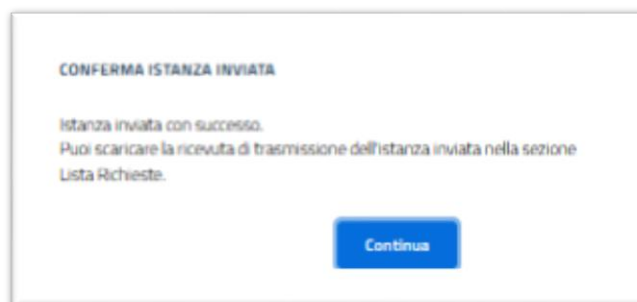 CONFERMA ISTANZA INVIATA
Istanza inviata con successo.
Puoi scaricare la ricevuta di trasmissione dell'istanza inviata nella sezione
Lista Richieste.
Continua